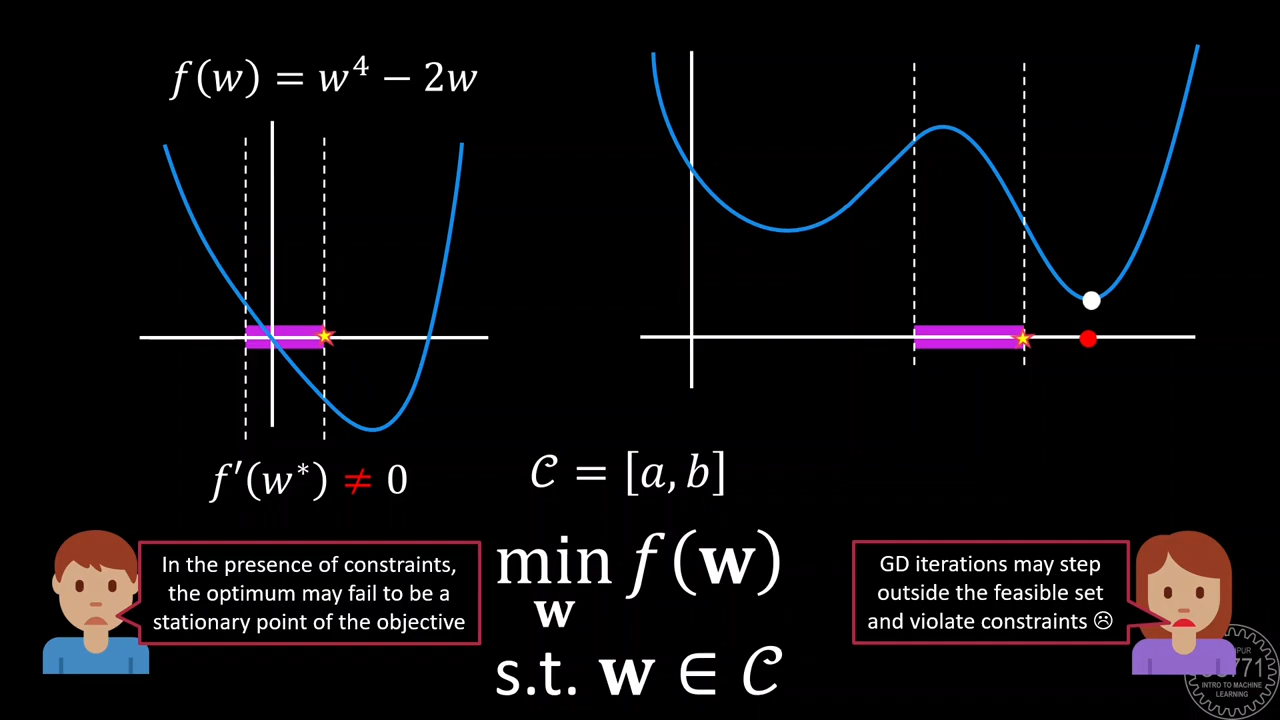 f(w) = w⁴ − 2w
f′(w*) ≠ 0
𝒞 = [a, b]
In the presence of constraints,
the optimum may fail to be a
stationary point of the objective
min f(𝐰)
𝐰
s.t. 𝐰 ∈ 𝒞
GD iterations may step
outside the feasible set
and violate constraints ☹
771
INTRO TO MACHINE
LEARNING